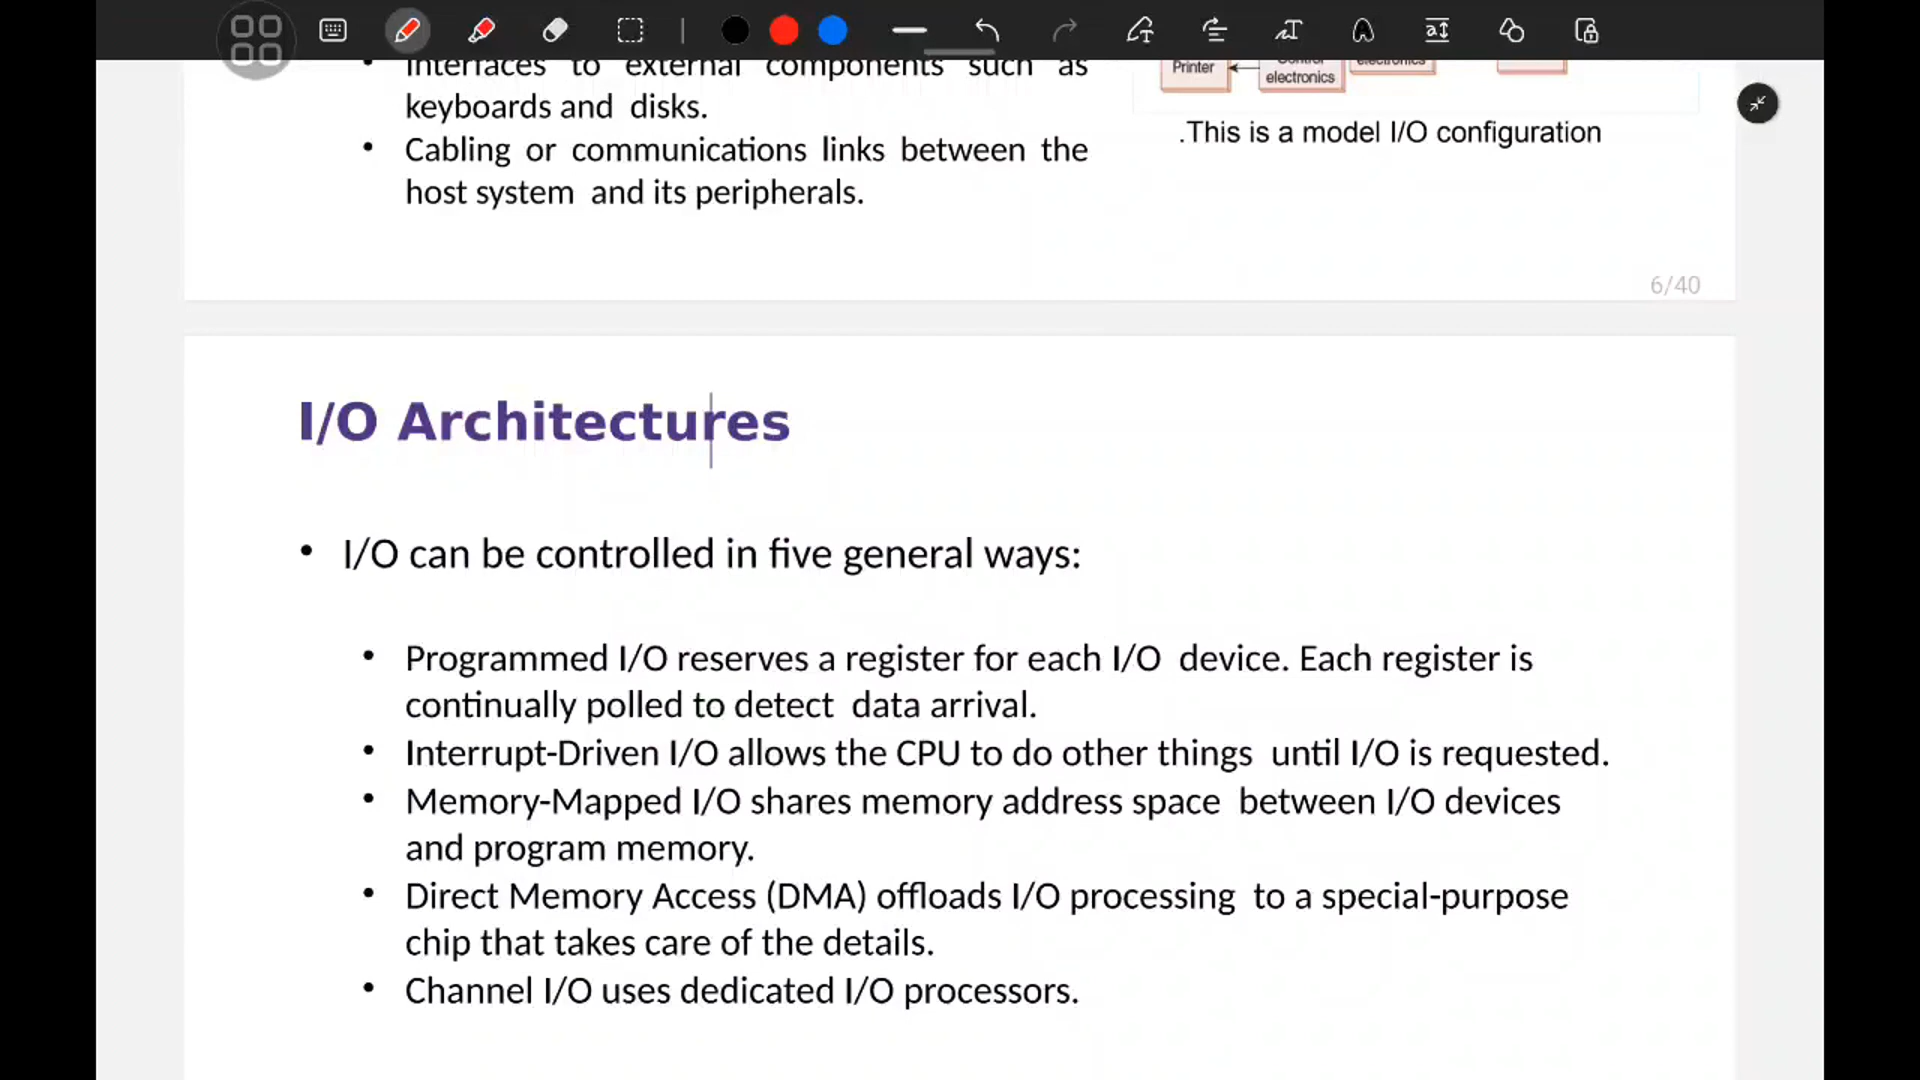 Interfaces to external components such as
keyboards and disks.
Cabling or communications links between the
host system and its peripherals.
Printer
Control
electronics
electronics
.This is a model I/O configuration
6/40
I/O Architectures
• I/O can be controlled in five general ways:
• Programmed I/O reserves a register for each I/O device. Each register is
continually polled to detect data arrival.
• Interrupt-Driven I/O allows the CPU to do other things until I/O is requested.
• Memory-Mapped I/O shares memory address space between I/O devices
and program memory.
• Direct Memory Access (DMA) offloads I/O processing to a special-purpose
chip that takes care of the details.
• Channel I/O uses dedicated I/O processors.